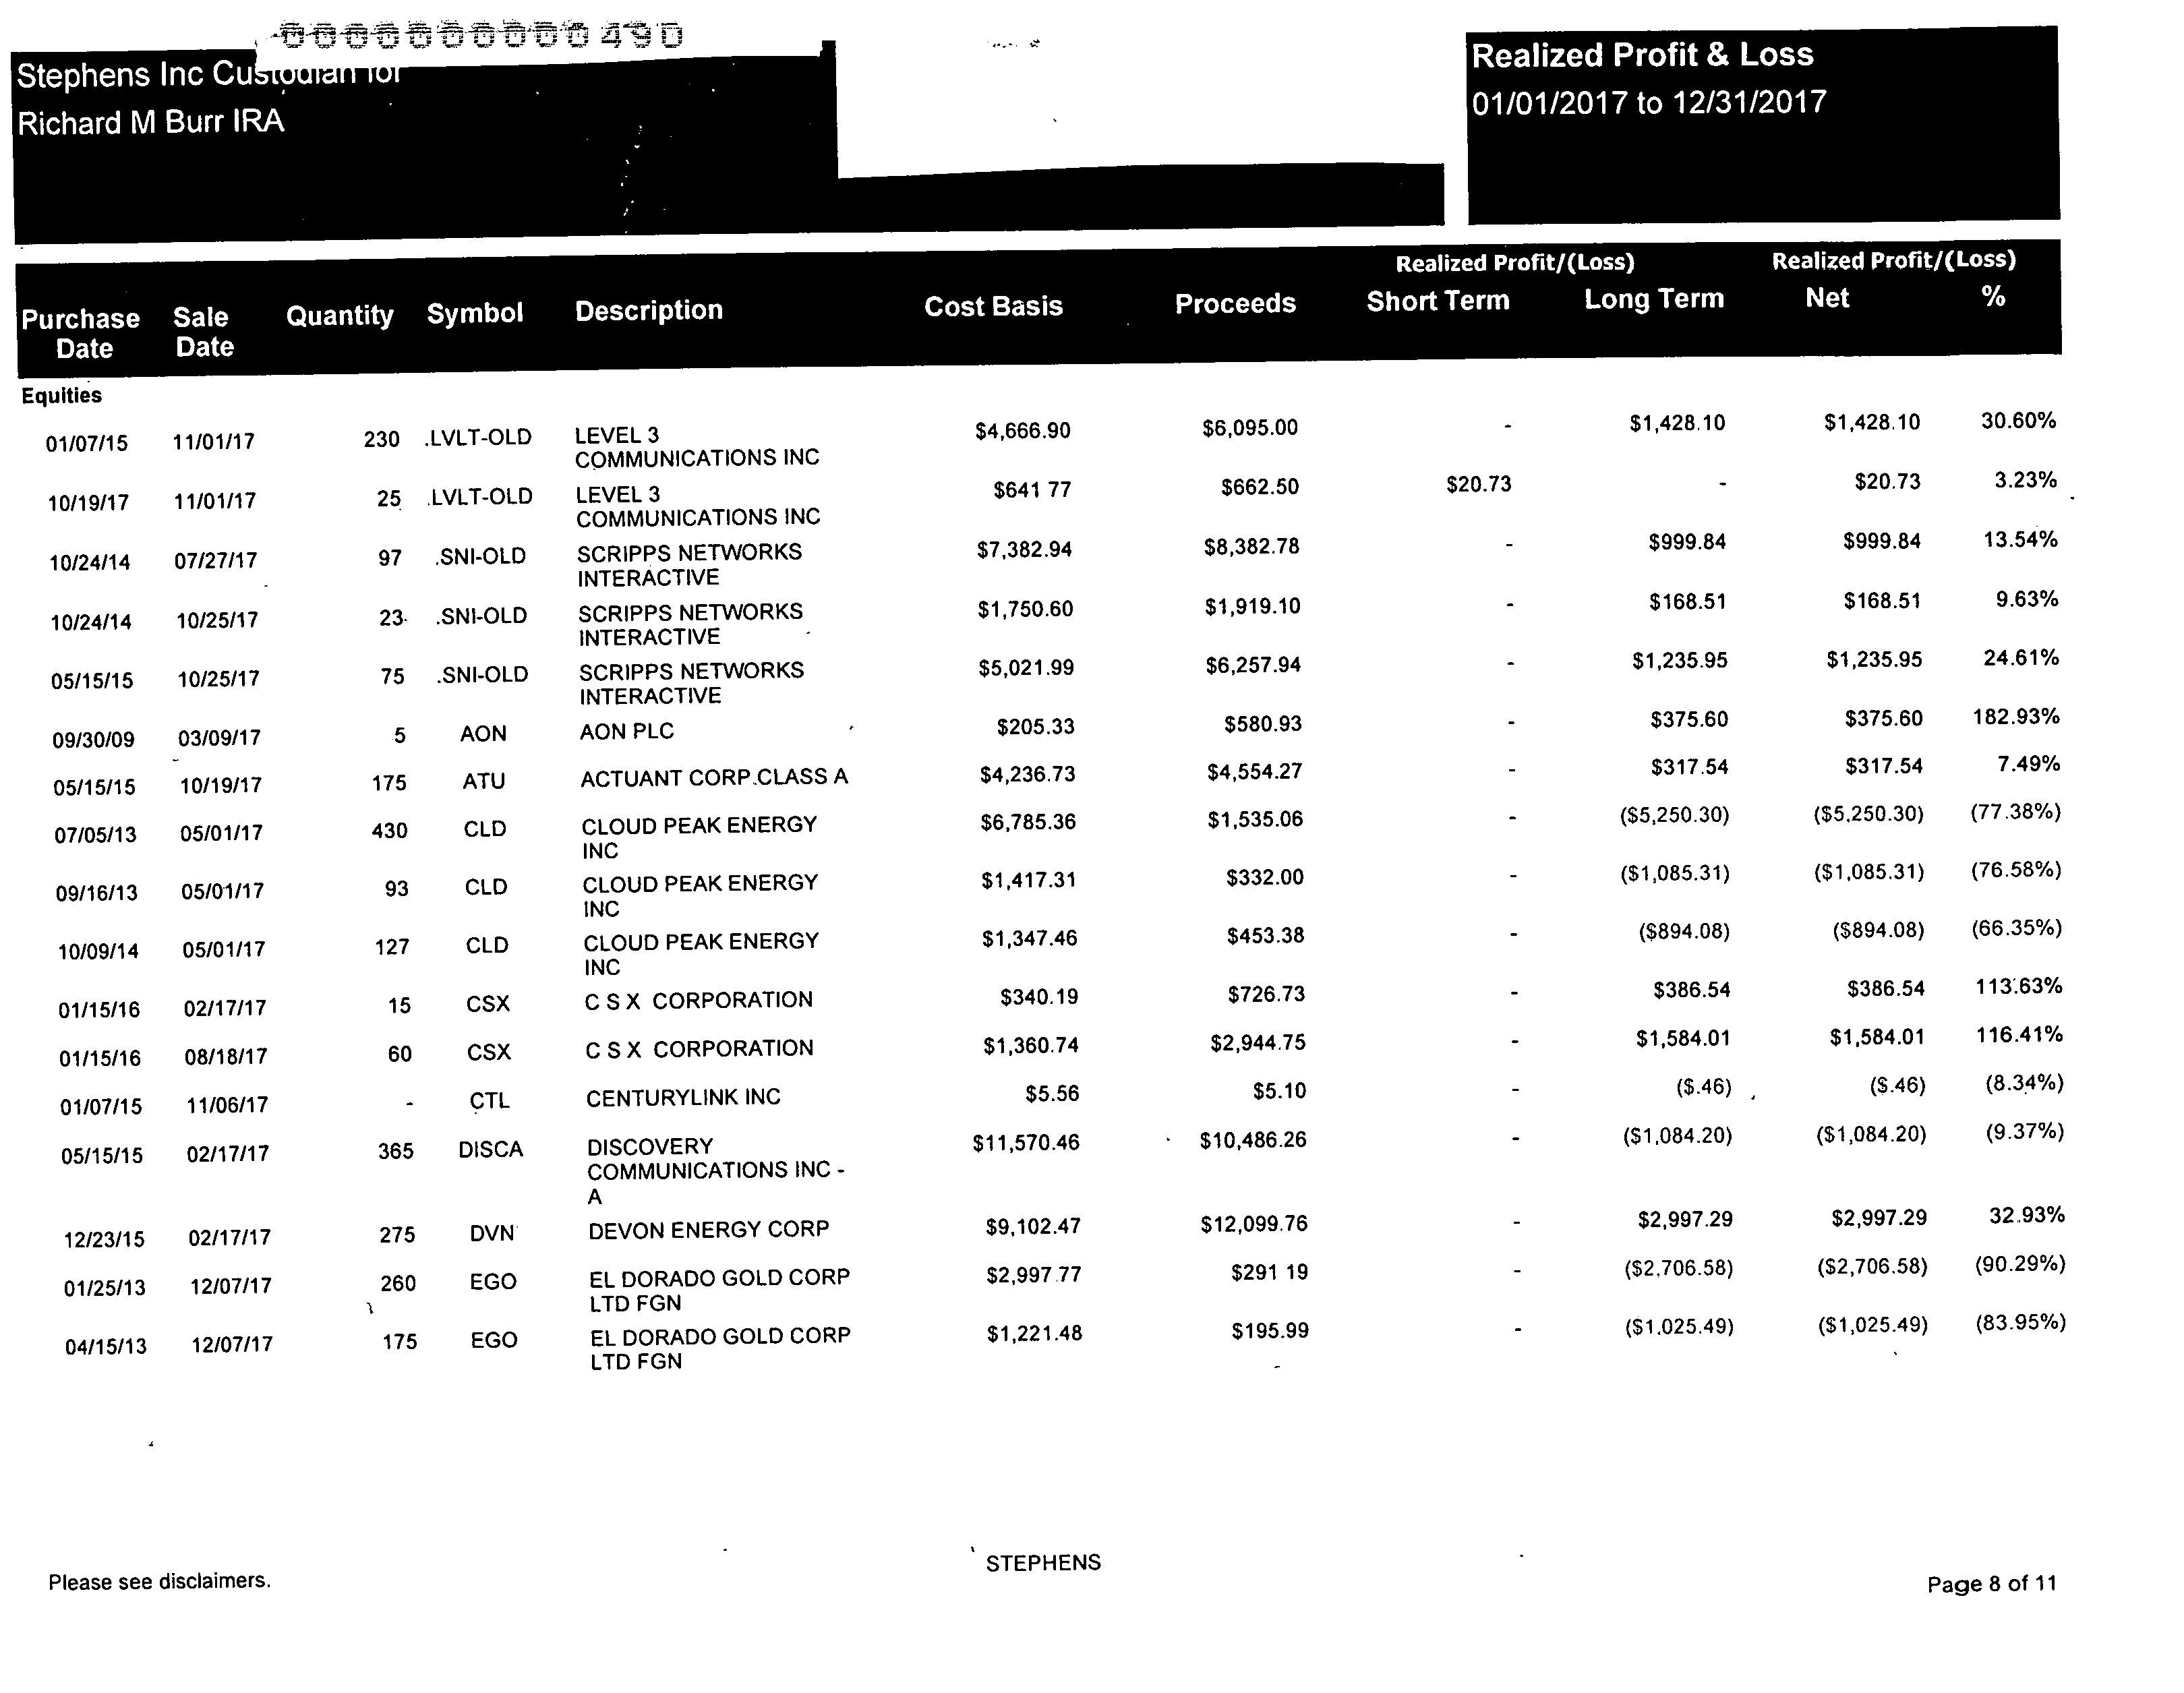 0000000000490
Stephens Inc Custodian for
Richard M Burr IRA
Realized Profit & Loss
01/01/2017 to 12/31/2017
Realized Profit/(Loss) Realized Profit/(Loss)
Purchase Date Sale Date Quantity Symbol Description Cost Basis Proceeds Short Term Long Term Net %
Equities
01/07/15 11/01/17 230 .LVLT-OLD LEVEL 3 $4,666.90 $6,095.00 - $1,428.10 $1,428.10 30.60%
COMMUNICATIONS INC
10/19/17 11/01/17 25 .LVLT-OLD LEVEL 3 $641 77 $662.50 $20.73 - $20.73 3.23%
COMMUNICATIONS INC
10/24/14 07/27/17 97 .SNI-OLD SCRIPPS NETWORKS $7,382.94 $8,382.78 - $999.84 $999.84 13.54%
INTERACTIVE
10/24/14 10/25/17 23 .SNI-OLD SCRIPPS NETWORKS $1,750.60 $1,919.10 - $168.51 $168.51 9.63%
INTERACTIVE
05/15/15 10/25/17 75 .SNI-OLD SCRIPPS NETWORKS $5,021.99 $6,257.94 - $1,235.95 $1,235.95 24.61%
INTERACTIVE
09/30/09 03/09/17 5 AON AON PLC $205.33 $580.93 - $375.60 $375.60 182.93%
05/15/15 10/19/17 175 ATU ACTUANT CORP CLASS A $4,236.73 $4,554.27 - $317.54 $317.54 7.49%
07/05/13 05/01/17 430 CLD CLOUD PEAK ENERGY $6,785.36 $1,535.06 - ($5,250.30) ($5,250.30) (77.38%)
INC
09/16/13 05/01/17 93 CLD CLOUD PEAK ENERGY $1,417.31 $332.00 - ($1,085.31) ($1,085.31) (76.58%)
INC
10/09/14 05/01/17 127 CLD CLOUD PEAK ENERGY $1,347.46 $453.38 - ($894.08) ($894.08) (66.35%)
INC
01/15/16 02/17/17 15 CSX C S X CORPORATION $340.19 $726.73 - $386.54 $386.54 113.63%
01/15/16 08/18/17 60 CSX C S X CORPORATION $1,360.74 $2,944.75 - $1,584.01 $1,584.01 116.41%
01/07/15 11/06/17 - CTL CENTURYLINK INC $5.56 $5.10 - ($.46) ($.46) (8.34%)
05/15/15 02/17/17 365 DISCA DISCOVERY $11,570.46 $10,486.26 - ($1,084.20) ($1,084.20) (9.37%)
COMMUNICATIONS INC -
A
12/23/15 02/17/17 275 DVN DEVON ENERGY CORP $9,102.47 $12,099.76 - $2,997.29 $2,997.29 32.93%
01/25/13 12/07/17 260 EGO EL DORADO GOLD CORP $2,997.77 $291 19 - ($2,706.58) ($2,706.58) (90.29%)
LTD FGN
04/15/13 12/07/17 175 EGO EL DORADO GOLD CORP $1,221.48 $195.99 - ($1,025.49) ($1,025.49) (83.95%)
LTD FGN
STEPHENS
Please see disclaimers.
Page 8 of 11